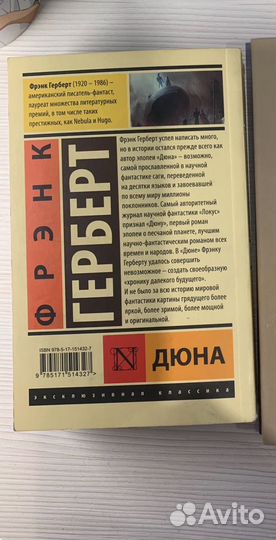 Фрэнк Герберт (1920 – 1986) –
американский писатель-фантаст,
лауреат множества литературных
премий, в том числе таких
престижных, как Nebula и Hugo.
ФРЭНК
ГЕРБЕРТ
Фрэнк Герберт успел написать много,
но в истории остался прежде всего как
автор эпопеи «Дюна» – возможно,
самой прославленной в научной
фантастике саги, переведенной
на десятки языков и завоевавшей
по всему миру миллионы
поклонников. Самый авторитетный
журнал научной фантастики «Локус»
признал «Дюну», первый роман
эпопеи о песчаной планете, лучшим
научно-фантастическим романом всех
времен и народов. В «Дюне» Фрэнку
Герберту удалось совершить
невозможное – создать своеобразную
«хронику далекого будущего».
И не было за всю историю мировой
фантастики картины грядущего более
яркой, более зримой, более мощной
и оригинальной.
ISBN 978-5-17-151432-7
9 785171 514327 >
ДЮНА
эксклюзивная классика
Avito